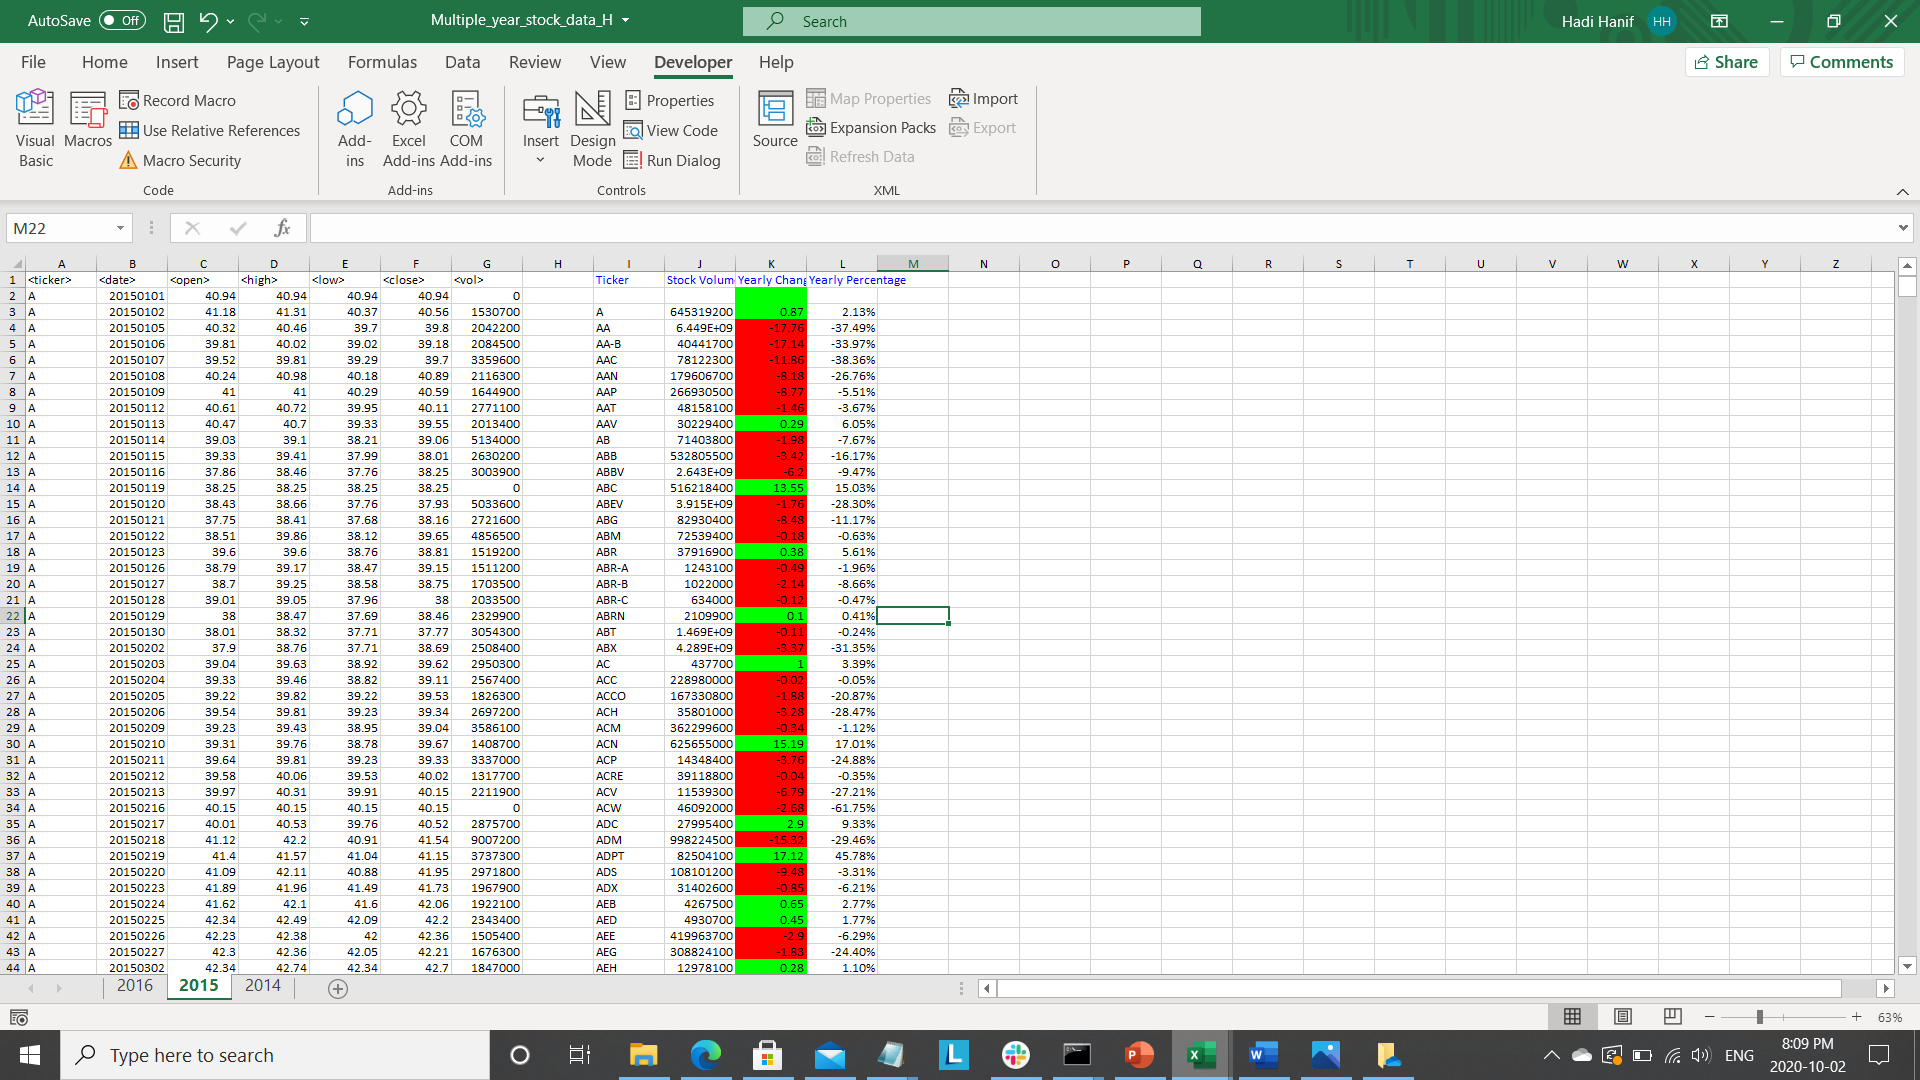 AutoSave Off Multiple_year_stock_data_H Search Hadi Hanif HH
File Home Insert Page Layout Formulas Data Review View Developer Help Share Comments
Visual Basic
Macros
Record Macro
Use Relative References
Macro Security
Code
Add-ins
Excel Add-ins
COM Add-ins
Add-ins
Insert
Design Mode
Properties
View Code
Run Dialog
Controls
Source
Map Properties
Expansion Packs
Refresh Data
Import
Export
XML
M22 fx
A B C D E F G H I J K L M N O P Q R S T U V W X Y Z
1 <ticker> <date> <open> <high> <low> <close> <vol> Ticker Stock Volum Yearly Chang Yearly Percentage
2 A 20150101 40.94 40.94 40.94 40.94 0
3 A 20150102 41.18 41.31 40.37 40.56 1530700 A 645319200 0.87 2.13%
4 A 20150105 40.32 40.46 39.7 39.8 2042200 AA 6.449E+09 -17.76 -37.49%
5 A 20150106 39.81 40.02 39.02 39.18 2084500 AA-B 40441700 -17.14 -33.97%
6 A 20150107 39.52 39.81 39.29 39.7 3359600 AAC 78122300 -11.86 -38.36%
7 A 20150108 40.24 40.98 40.18 40.89 2116300 AAN 179606700 -8.18 -26.76%
8 A 20150109 41 41 40.29 40.59 1644900 AAP 266930500 -8.77 -5.51%
9 A 20150112 40.61 40.72 39.95 40.11 2771100 AAT 48158100 -1.46 -3.67%
10 A 20150113 40.47 40.7 39.33 39.55 2013400 AAV 30229400 0.29 6.05%
11 A 20150114 39.03 39.1 38.21 39.06 5134000 AB 71403800 -1.98 -7.67%
12 A 20150115 39.33 39.41 37.99 38.01 2630200 ABB 532805500 -3.42 -16.17%
13 A 20150116 37.86 38.46 37.76 38.25 3003900 ABBV 2.643E+09 -6.2 -9.47%
14 A 20150119 38.25 38.25 38.25 38.25 0 ABC 516218400 13.55 15.03%
15 A 20150120 38.43 38.66 37.76 37.93 5033600 ABEV 3.915E+09 -1.76 -28.30%
16 A 20150121 37.75 38.41 37.68 38.16 2721600 ABG 82930400 -8.48 -11.17%
17 A 20150122 38.51 39.86 38.12 39.65 4856500 ABM 72539400 -0.18 -0.63%
18 A 20150123 39.6 39.6 38.76 38.81 1519200 ABR 37916900 0.38 5.61%
19 A 20150126 38.79 39.17 38.47 39.15 1511200 ABR-A 1243100 -0.49 -1.96%
20 A 20150127 38.7 39.25 38.58 38.75 1703500 ABR-B 1022000 -2.14 -8.66%
21 A 20150128 39.01 39.05 37.96 38 2033500 ABR-C 634000 -0.12 -0.47%
22 A 20150129 38 38.47 37.69 38.46 2329900 ABRN 2109900 0.1 0.41%
23 A 20150130 38.01 38.32 37.71 37.77 3054300 ABT 1.469E+09 -0.11 -0.24%
24 A 20150202 37.9 38.76 37.71 38.69 2508400 ABX 4.289E+09 -3.37 -31.35%
25 A 20150203 39.04 39.63 38.92 39.62 2950300 AC 437700 1 3.39%
26 A 20150204 39.33 39.46 38.82 39.11 2567400 ACC 228980000 -0.02 -0.05%
27 A 20150205 39.22 39.82 39.22 39.53 1826300 ACCO 167330800 -1.88 -20.87%
28 A 20150206 39.54 39.81 39.23 39.34 2697200 ACH 35801000 -3.28 -28.47%
29 A 20150209 39.23 39.43 38.95 39.04 3586100 ACM 362299600 -0.34 -1.12%
30 A 20150210 39.31 39.76 38.78 39.67 1408700 ACN 625655000 15.19 17.01%
31 A 20150211 39.64 39.81 39.23 39.33 3337000 ACP 14348400 -3.76 -24.88%
32 A 20150212 39.58 40.06 39.53 40.02 1317700 ACRE 39118800 -0.04 -0.35%
33 A 20150213 39.97 40.31 39.91 40.15 2211900 ACV 11539300 -6.79 -27.21%
34 A 20150216 40.15 40.15 40.15 40.15 0 ACW 46092000 -2.68 -61.75%
35 A 20150217 40.01 40.53 39.76 40.52 2875700 ADC 27995400 2.9 9.33%
36 A 20150218 41.12 42.2 40.91 41.54 9007200 ADM 998224500 -15.32 -29.46%
37 A 20150219 41.4 41.57 41.04 41.15 3737300 ADPT 82504100 17.12 45.78%
38 A 20150220 41.09 42.11 40.88 41.95 2971800 ADS 108101200 -9.48 -3.31%
39 A 20150223 41.89 41.96 41.49 41.73 1967900 ADX 31402600 -0.85 -6.21%
40 A 20150224 41.62 42.1 41.6 42.06 1922100 AEB 4267500 0.65 2.77%
41 A 20150225 42.34 42.49 42.09 42.2 2343400 AED 4930700 0.45 1.77%
42 A 20150226 42.23 42.38 42 42.36 1505400 AEE 419963700 -2.9 -6.29%
43 A 20150227 42.3 42.36 42.05 42.21 1676300 AEG 308824100 -1.83 -24.40%
44 A 20150302 42.34 42.74 42.34 42.7 1847000 AEH 12978100 0.28 1.10%
2016 2015 2014
63%
Type here to search
ENG
8:09 PM
2020-10-02